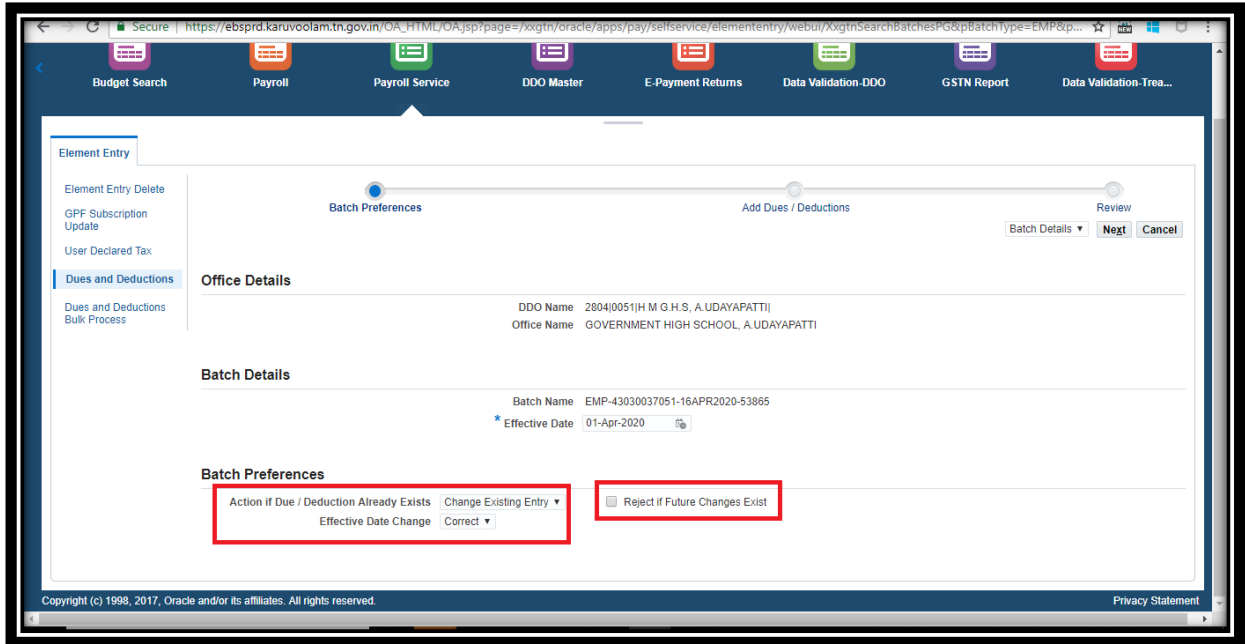 Secure | https://ebsprd.karuvoolam.tn.gov.in/OA_HTML/OA.jsp?page=/xxgtn/oracle/apps/pay/selfservice/elemententry/webui/XxgtnSearchBatchesPG&pBatchType=EMP&p...
NEW
Budget Search Payroll Payroll Service DDO Master E-Payment Returns Data Validation-DDO GSTN Report Data Validation-Trea...
Element Entry
Element Entry Delete
GPF Subscription
Update
User Declared Tax
Dues and Deductions
Dues and Deductions
Bulk Process
Batch Preferences Add Dues / Deductions Review
Batch Details Next Cancel
Office Details
DDO Name 2804|0051|H M G.H.S, A.UDAYAPATTI|
Office Name GOVERNMENT HIGH SCHOOL, A.UDAYAPATTI
Batch Details
Batch Name EMP-43030037051-16APR2020-53865
* Effective Date 01-Apr-2020
Batch Preferences
Action if Due / Deduction Already Exists Change Existing Entry Reject if Future Changes Exist
Effective Date Change Correct
Copyright (c) 1998, 2017, Oracle and/or its affiliates. All rights reserved. Privacy Statement